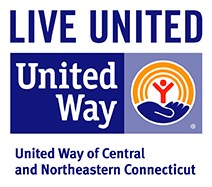 LIVE UNITED
United
Way
®
United Way of Central
and Northeastern Connecticut